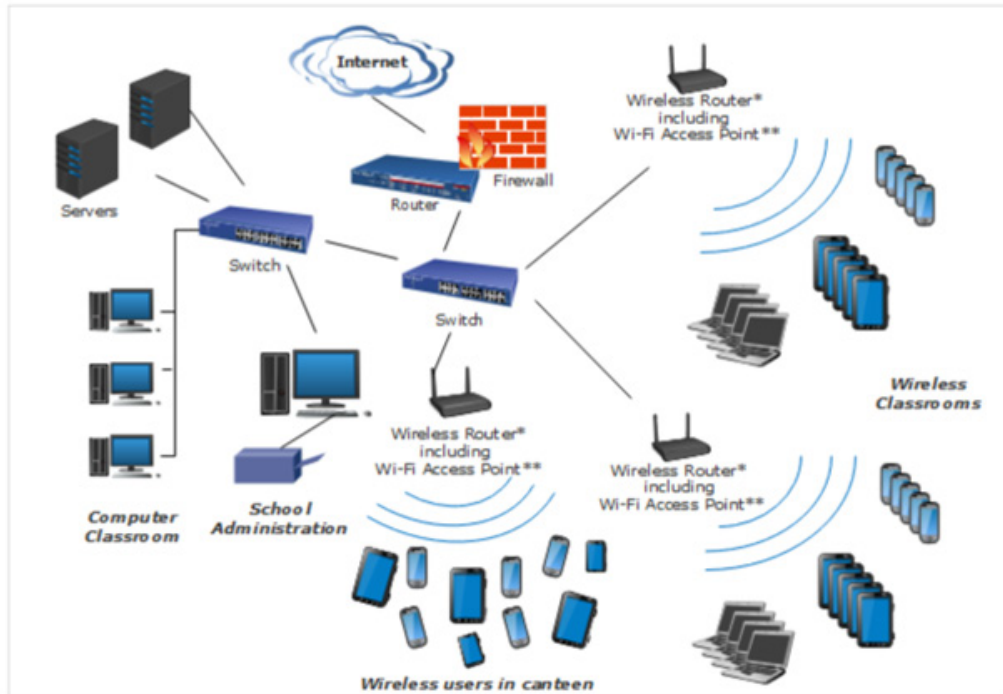 Internet
Wireless Router*
including
Wi-Fi Access Point**
Firewall
Servers
Router
Switch
Switch
Wireless
Classrooms
Wireless Router*
including
Wi-Fi Access Point**
Wireless Router*
including
Wi-Fi Access Point**
Computer
Classroom
School
Administration
Wireless users in canteen